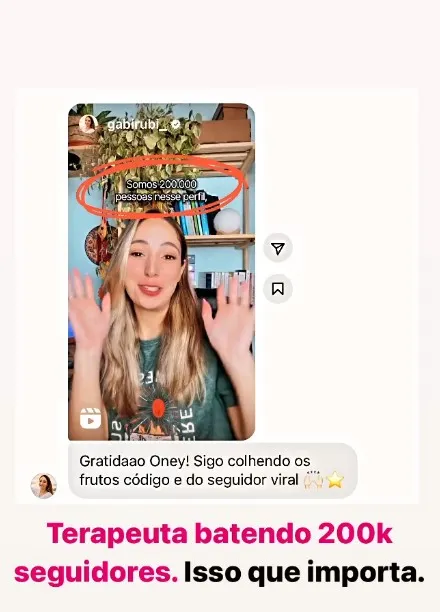 gabirubi_
Somos 200.000
pessoas nesse perfil,
Gratidaao Oney! Sigo colhendo os
frutos código e do seguidor viral 🙌🏻⭐
Terapeuta batendo 200k
seguidores. Isso que importa.